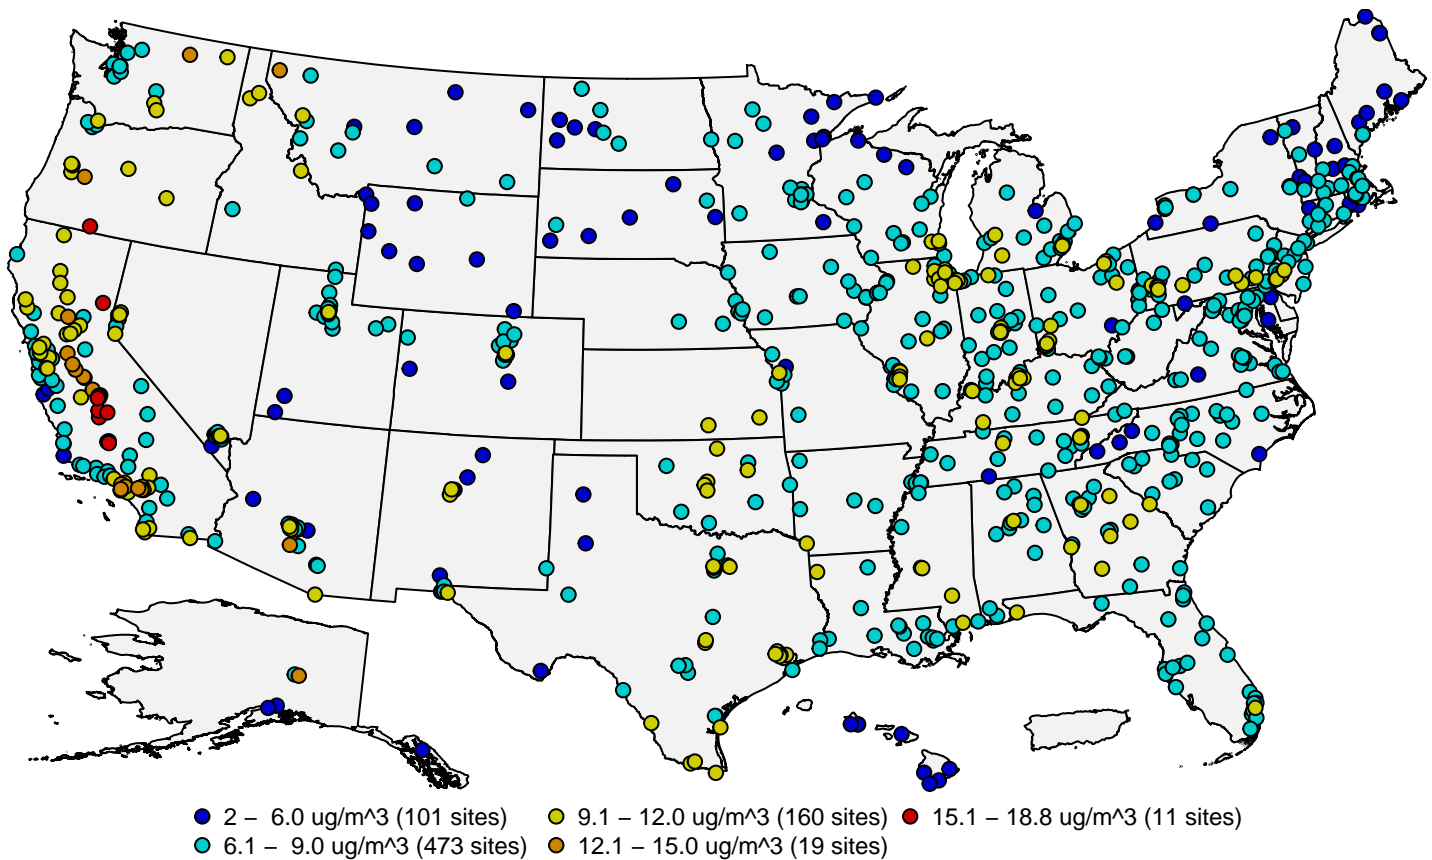 2 – 6.0 ug/m^3 (101 sites) 9.1 – 12.0 ug/m^3 (160 sites) 15.1 – 18.8 ug/m^3 (11 sites)
6.1 – 9.0 ug/m^3 (473 sites) 12.1 – 15.0 ug/m^3 (19 sites)